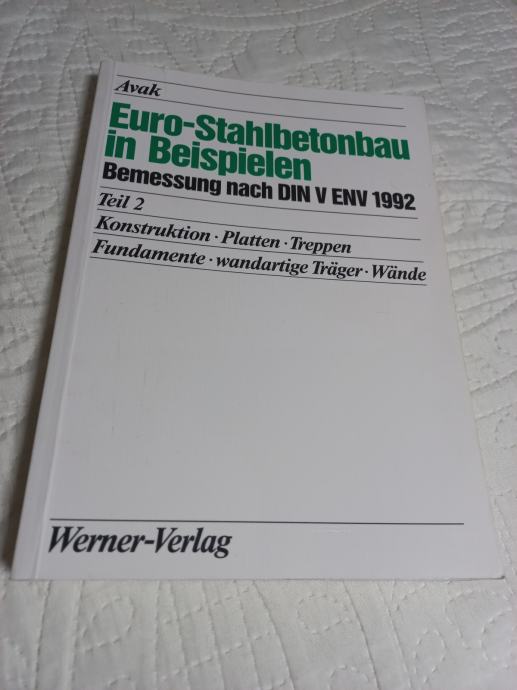 Avak
Euro-Stahlbetonbau
in Beispielen
Bemessung nach DIN V ENV 1992
Teil 2
Konstruktion · Platten · Treppen
Fundamente · wandartige Träger · Wände
Werner-Verlag